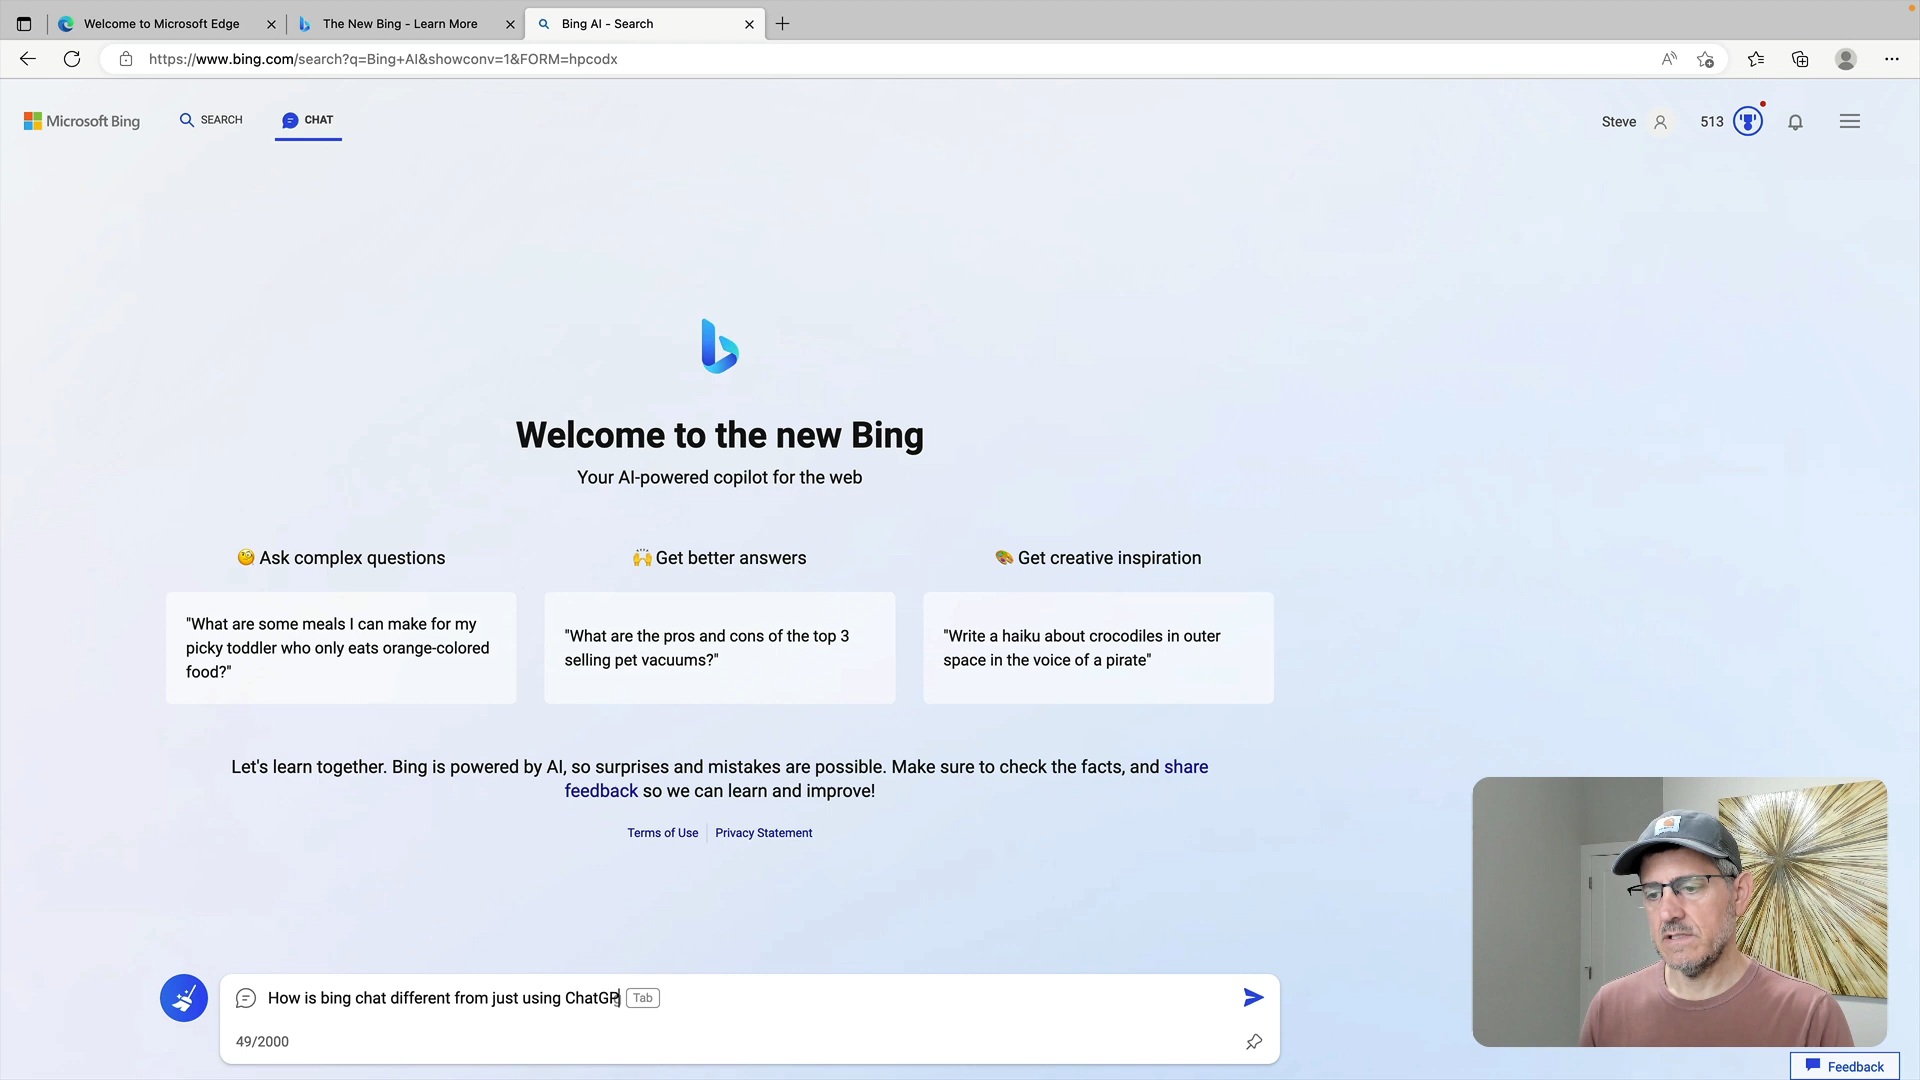 Welcome to Microsoft Edge
The New Bing - Learn More
Bing AI - Search
https://www.bing.com/search?q=Bing+AI&showconv=1&FORM=hpcodx
Microsoft Bing
SEARCH
CHAT
Steve
513
Welcome to the new Bing
Your AI-powered copilot for the web
🧐 Ask complex questions
🙌 Get better answers
🎨 Get creative inspiration
"What are some meals I can make for my
picky toddler who only eats orange-colored
food?"
"What are the pros and cons of the top 3
selling pet vacuums?"
"Write a haiku about crocodiles in outer
space in the voice of a pirate"
Let's learn together. Bing is powered by AI, so surprises and mistakes are possible. Make sure to check the facts, and share
feedback so we can learn and improve!
Terms of Use
Privacy Statement
How is bing chat different from just using ChatGP
Tab
49/2000
Feedback